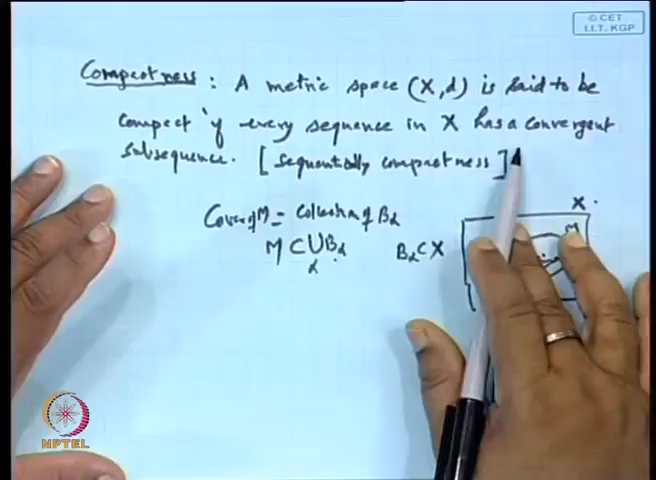 © CET
I.I.T. KGP
Compactness : A metric space (X,d) is said to be
compact if every sequence in X has a convergent
subsequence. [Sequentially compactness]
Cover of M = Collection of Bα
X
M ⊂ ∪ Bα
α
Bα ⊂ X
M
NPTEL